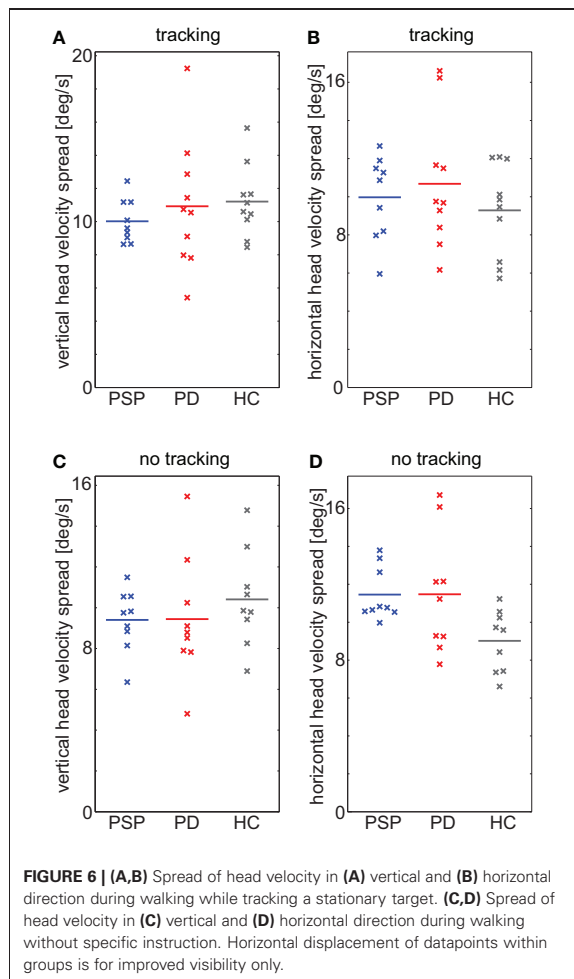 A tracking
vertical head velocity spread [deg/s]
20
10
0
PSP PD HC
B tracking
horizontal head velocity spread [deg/s]
16
8
0
PSP PD HC
C no tracking
vertical head velocity spread [deg/s]
16
8
0
PSP PD HC
D no tracking
horizontal head velocity spread [deg/s]
16
8
0
PSP PD HC
FIGURE 6 | (A,B) Spread of head velocity in (A) vertical and (B) horizontal
direction during walking while tracking a stationary target. (C,D) Spread of
head velocity in (C) vertical and (D) horizontal direction during walking
without specific instruction. Horizontal displacement of datapoints within
groups is for improved visibility only.